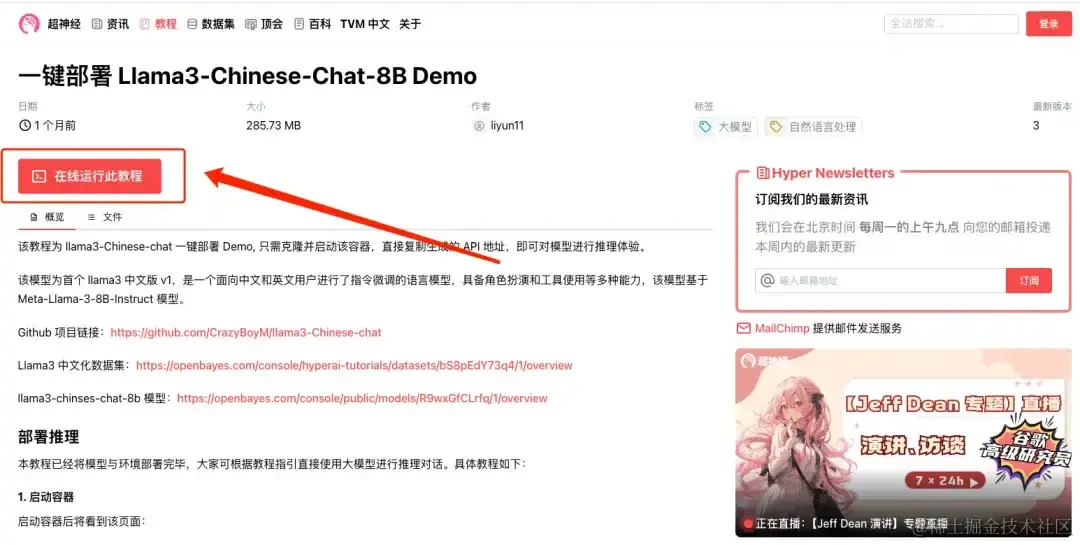 超神经 资讯 教程 数据集 顶会 百科 TVM 中文 关于 全站搜索... 登录
一键部署 Llama3-Chinese-Chat-8B Demo
日期 大小 作者 标签 最新版本
1 个月前 285.73 MB liyun11 大模型 自然语言处理 3
在线运行此教程
概览 文件
该教程为 llama3-Chinese-chat 一键部署 Demo, 只需克隆并启动该容器，直接复制生成的 API 地址，即可对模型进行推理体验。
该模型为首个 llama3 中文版 v1，是一个面向中文和英文用户进行了指令微调的语言模型，具备角色扮演和工具使用等多种能力，该模型基于
Meta-Llama-3-8B-Instruct 模型。
Github 项目链接：https://github.com/CrazyBoyM/llama3-Chinese-chat
Llama3 中文化数据集：https://openbayes.com/console/hyperai-tutorials/datasets/bS8pEdY73q4/1/overview
llama3-chinses-chat-8b 模型：https://openbayes.com/console/public/models/R9wxGfCLrfq/1/overview
部署推理
本教程已经将模型与环境部署完毕，大家可根据教程指引直接使用大模型进行推理对话。具体教程如下：
1. 启动容器
启动容器后将看到该页面：
Hyper Newsletters
订阅我们的最新资讯
我们会在北京时间 每周一的上午九点 向您的邮箱投递
本周内的最新更新
输入邮箱地址 订阅
MailChimp 提供邮件发送服务
超神经
【Jeff Dean 专题】直播
演讲、访谈
谷歌
高级研究员
7 × 24h
正在直播：【Jeff Dean 演讲】专题直播
@稀土掘金技术社区